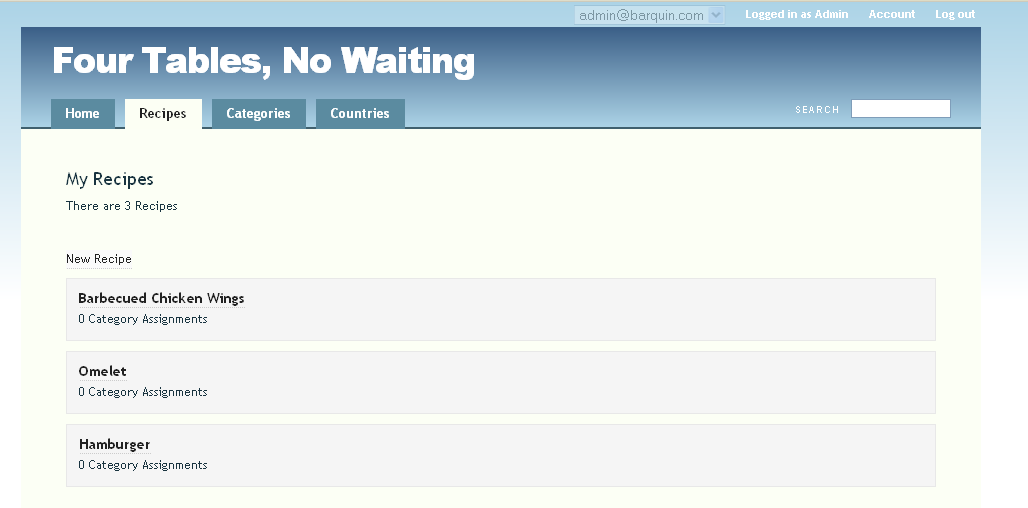 admin@barquin.com Logged in as Admin Account Log out
Four Tables, No Waiting
Home Recipes Categories Countries SEARCH
My Recipes
There are 3 Recipes
New Recipe
Barbecued Chicken Wings
0 Category Assignments
Omelet
0 Category Assignments
Hamburger
0 Category Assignments